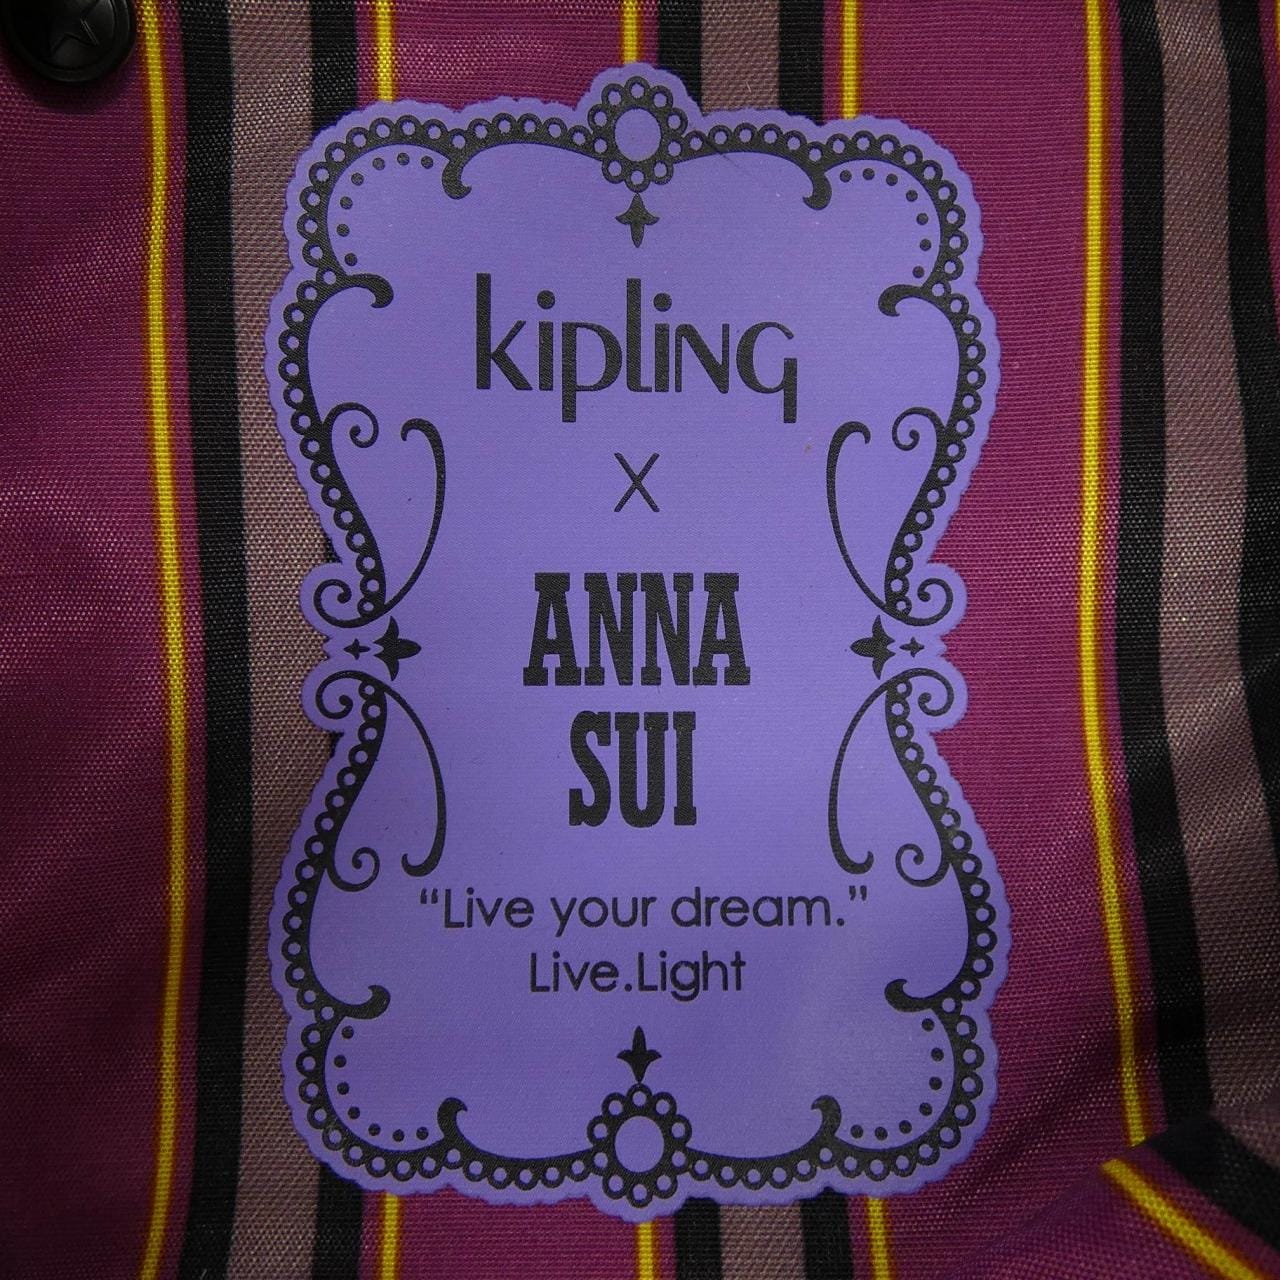 kipling
X
ANNA
SUI
“Live your dream.”
Live.Light